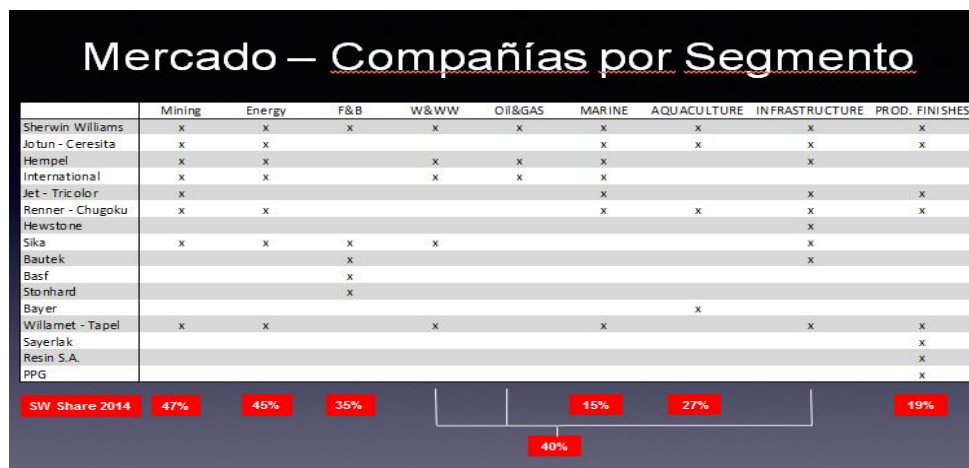 Mercado – Compañías por Segmento
Mining Energy F&B W&WW Oil&GAS MARINE AQUACULTURE INFRASTRUCTURE PROD. FINISHES
Sherwin Williams x x x x x x x x x
Jotun - Ceresita x x x x x x
Hempel x x x x x x
International x x x x x
Jet - Tricolor x x x x
Renner - Chugoku x x x x x x
Hewstone x
Sika x x x x x
Bautek x x
Basf x
Stonhard x
Bayer x
Willamet - Tapel x x x x x x
Sayerlak x
Resin S.A. x
PPG x
SW Share 2014 47% 45% 35% 15% 27% 19%
40%